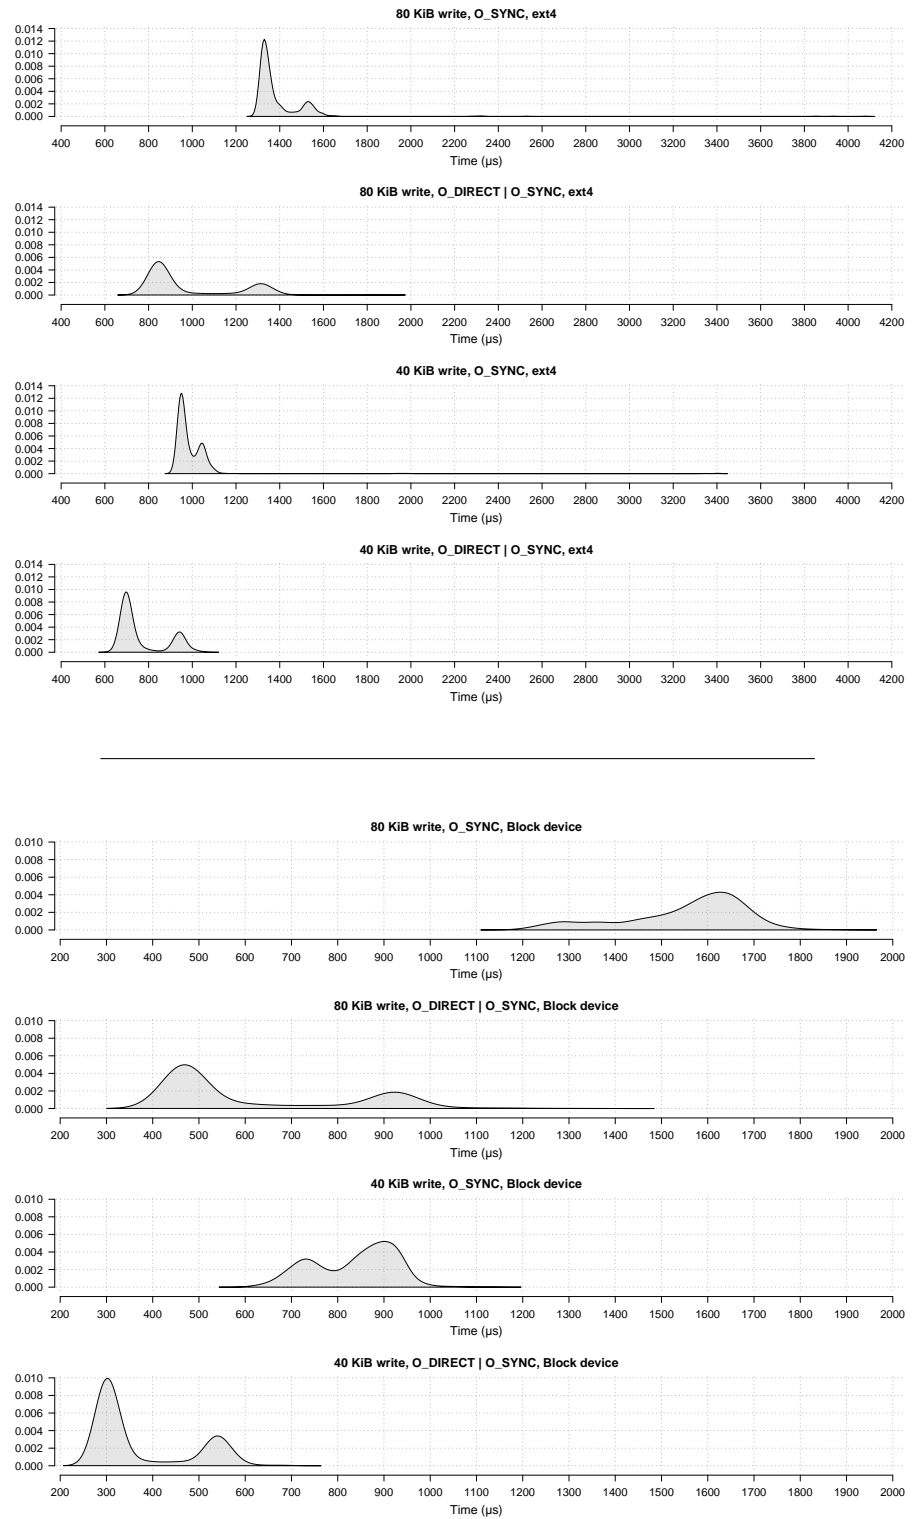 80 KiB write, O_SYNC, ext4
0.014
0.012
0.010
0.008
0.006
0.004
0.002
0.000
400 600 800 1000 1200 1400 1600 1800 2000 2200 2400 2600 2800 3000 3200 3400 3600 3800 4000 4200
Time (µs)
80 KiB write, O_DIRECT | O_SYNC, ext4
0.014
0.012
0.010
0.008
0.006
0.004
0.002
0.000
400 600 800 1000 1200 1400 1600 1800 2000 2200 2400 2600 2800 3000 3200 3400 3600 3800 4000 4200
Time (µs)
40 KiB write, O_SYNC, ext4
0.014
0.012
0.010
0.008
0.006
0.004
0.002
0.000
400 600 800 1000 1200 1400 1600 1800 2000 2200 2400 2600 2800 3000 3200 3400 3600 3800 4000 4200
Time (µs)
40 KiB write, O_DIRECT | O_SYNC, ext4
0.014
0.012
0.010
0.008
0.006
0.004
0.002
0.000
400 600 800 1000 1200 1400 1600 1800 2000 2200 2400 2600 2800 3000 3200 3400 3600 3800 4000 4200
Time (µs)
80 KiB write, O_SYNC, Block device
0.010
0.008
0.006
0.004
0.002
0.000
200 300 400 500 600 700 800 900 1000 1100 1200 1300 1400 1500 1600 1700 1800 1900 2000
Time (µs)
80 KiB write, O_DIRECT | O_SYNC, Block device
0.010
0.008
0.006
0.004
0.002
0.000
200 300 400 500 600 700 800 900 1000 1100 1200 1300 1400 1500 1600 1700 1800 1900 2000
Time (µs)
40 KiB write, O_SYNC, Block device
0.010
0.008
0.006
0.004
0.002
0.000
200 300 400 500 600 700 800 900 1000 1100 1200 1300 1400 1500 1600 1700 1800 1900 2000
Time (µs)
40 KiB write, O_DIRECT | O_SYNC, Block device
0.010
0.008
0.006
0.004
0.002
0.000
200 300 400 500 600 700 800 900 1000 1100 1200 1300 1400 1500 1600 1700 1800 1900 2000
Time (µs)